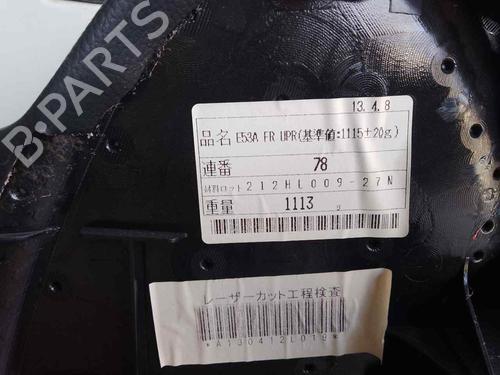 13.4.8
品名 E53A FR UPR(基準値:1115±20g)
連番 78
材料ロット 212HL009-27N
重量 1113 g
レーザーカット工程検査
*A130412L019*
B-PARTS